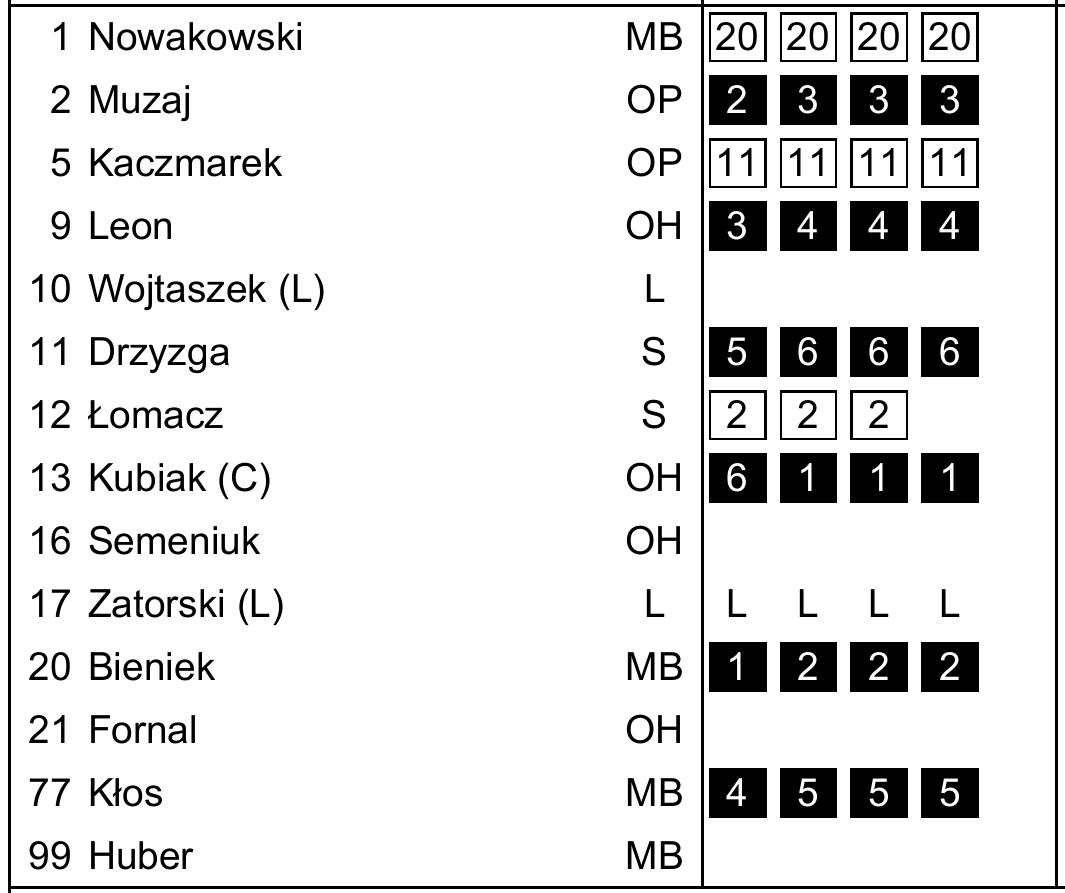 1 Nowakowski MB 20 20 20 20
2 Muzaj OP 2 3 3 3
5 Kaczmarek OP 11 11 11 11
9 Leon OH 3 4 4 4
10 Wojtaszek (L) L
11 Drzyzga S 5 6 6 6
12 Łomacz S 2 2 2
13 Kubiak (C) OH 6 1 1 1
16 Semeniuk OH
17 Zatorski (L) L L L L L
20 Bieniek MB 1 2 2 2
21 Fornal OH
77 Kłos MB 4 5 5 5
99 Huber MB